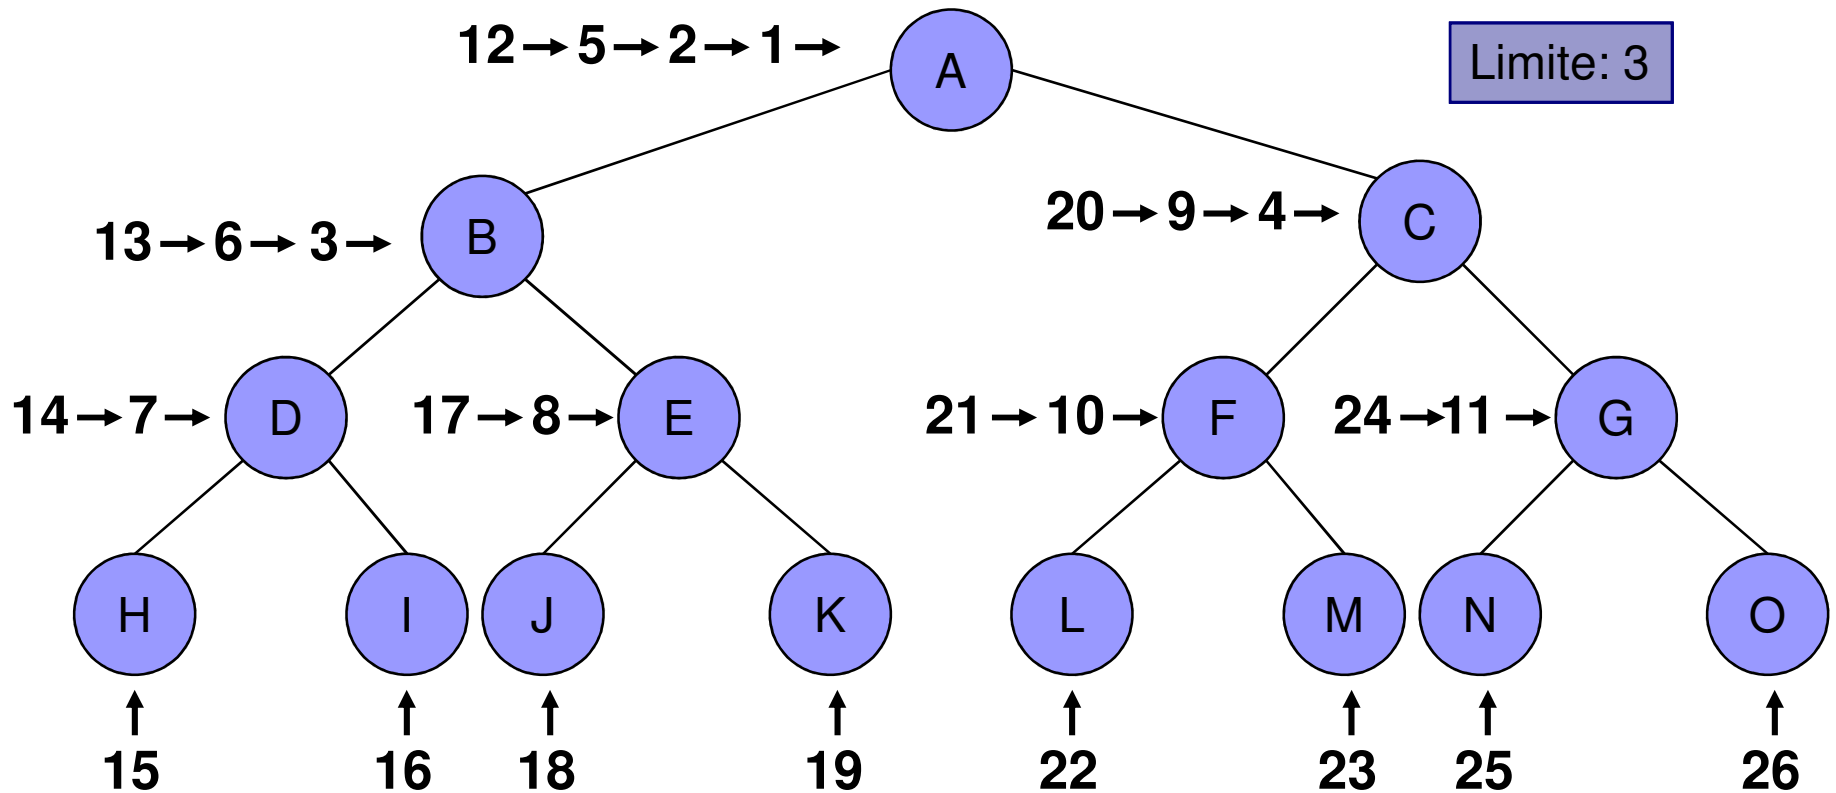 12→5→2→1→
A
Limite: 3
13→6→3→
B
20→9→4→
C
14→7→
D
17→8→
E
21→10→
F
24→11→
G
H
I
J
K
L
M
N
O
15
16
18
19
22
23
25
26